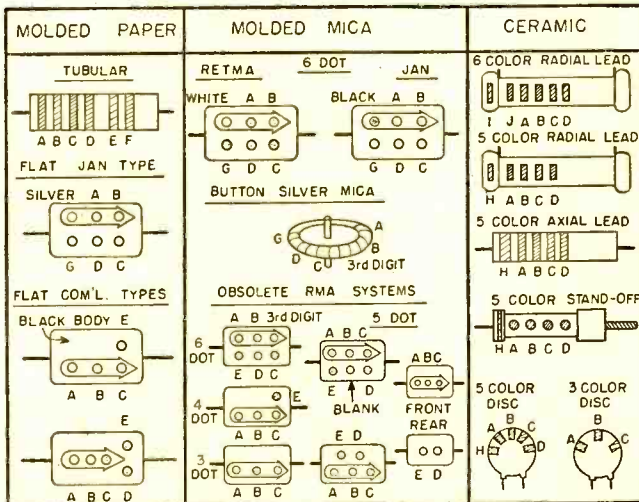 MOLDED PAPER
TUBULAR
A B C D E F
FLAT JAN TYPE
SILVER A B
G D C
FLAT COM'L. TYPES
BLACK BODY E
A B C
E
A B C D
MOLDED MICA
6 DOT
RETMA JAN
WHITE A B BLACK A B
G D C G D C
BUTTON SILVER MICA
A
G B
D C
3rd DIGIT
OBSOLETE RMA SYSTEMS
A B 3rd DIGIT 5 DOT
6 DOT
E D C
A B C
E D
BLANK
A B C
FRONT
REAR
E D
4 DOT
E
A B C
3 DOT
A B C
E D
A B C
CERAMIC
6 COLOR RADIAL LEAD
I J A B C D
5 COLOR RADIAL LEAD
H A B C D
5 COLOR AXIAL LEAD
H A B C D
5 COLOR STAND-OFF
H A B C D
5 COLOR DISC
H A B C D
3 COLOR DISC
A B C